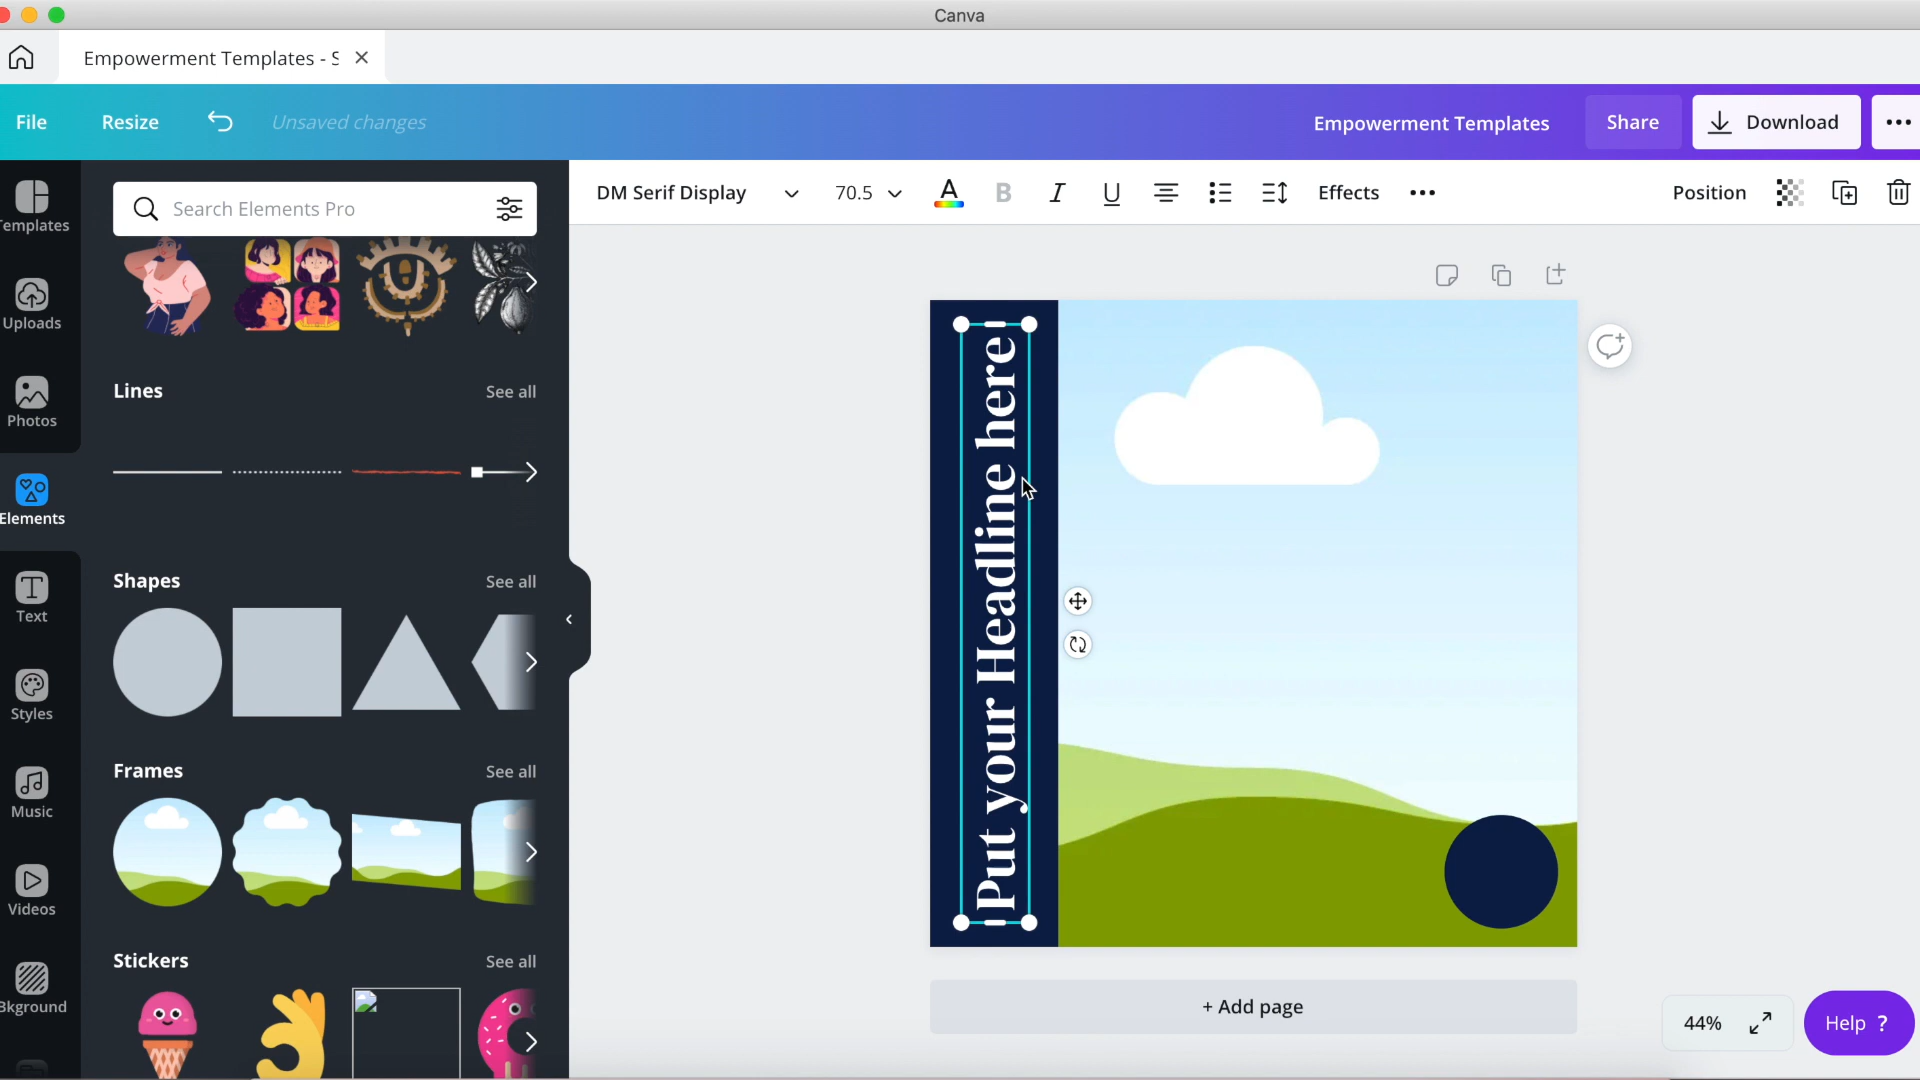 Canva
Empowerment Templates - S
File
Resize
Unsaved changes
Empowerment Templates
Share
Download
DM Serif Display
70.5
A
B
I
U
Effects
Position
Templates
Uploads
Photos
Elements
Text
Styles
Music
Videos
Bkground
Search Elements Pro
Lines
See all
Shapes
See all
Frames
See all
Stickers
See all
Put your Headline here
+ Add page
44%
Help ?